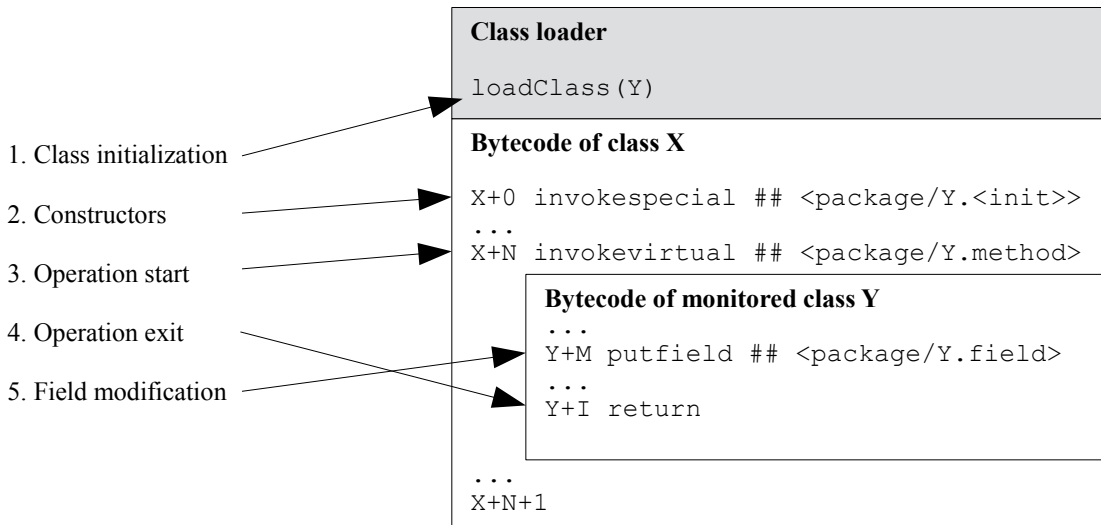 Class loader
loadClass(Y)
1. Class initialization
2. Constructors
3. Operation start
4. Operation exit
5. Field modification
Bytecode of class X
X+0 invokespecial ## <package/Y.<init>>
...
X+N invokevirtual ## <package/Y.method>
Bytecode of monitored class Y
...
Y+M putfield ## <package/Y.field>
...
Y+I return
...
X+N+1